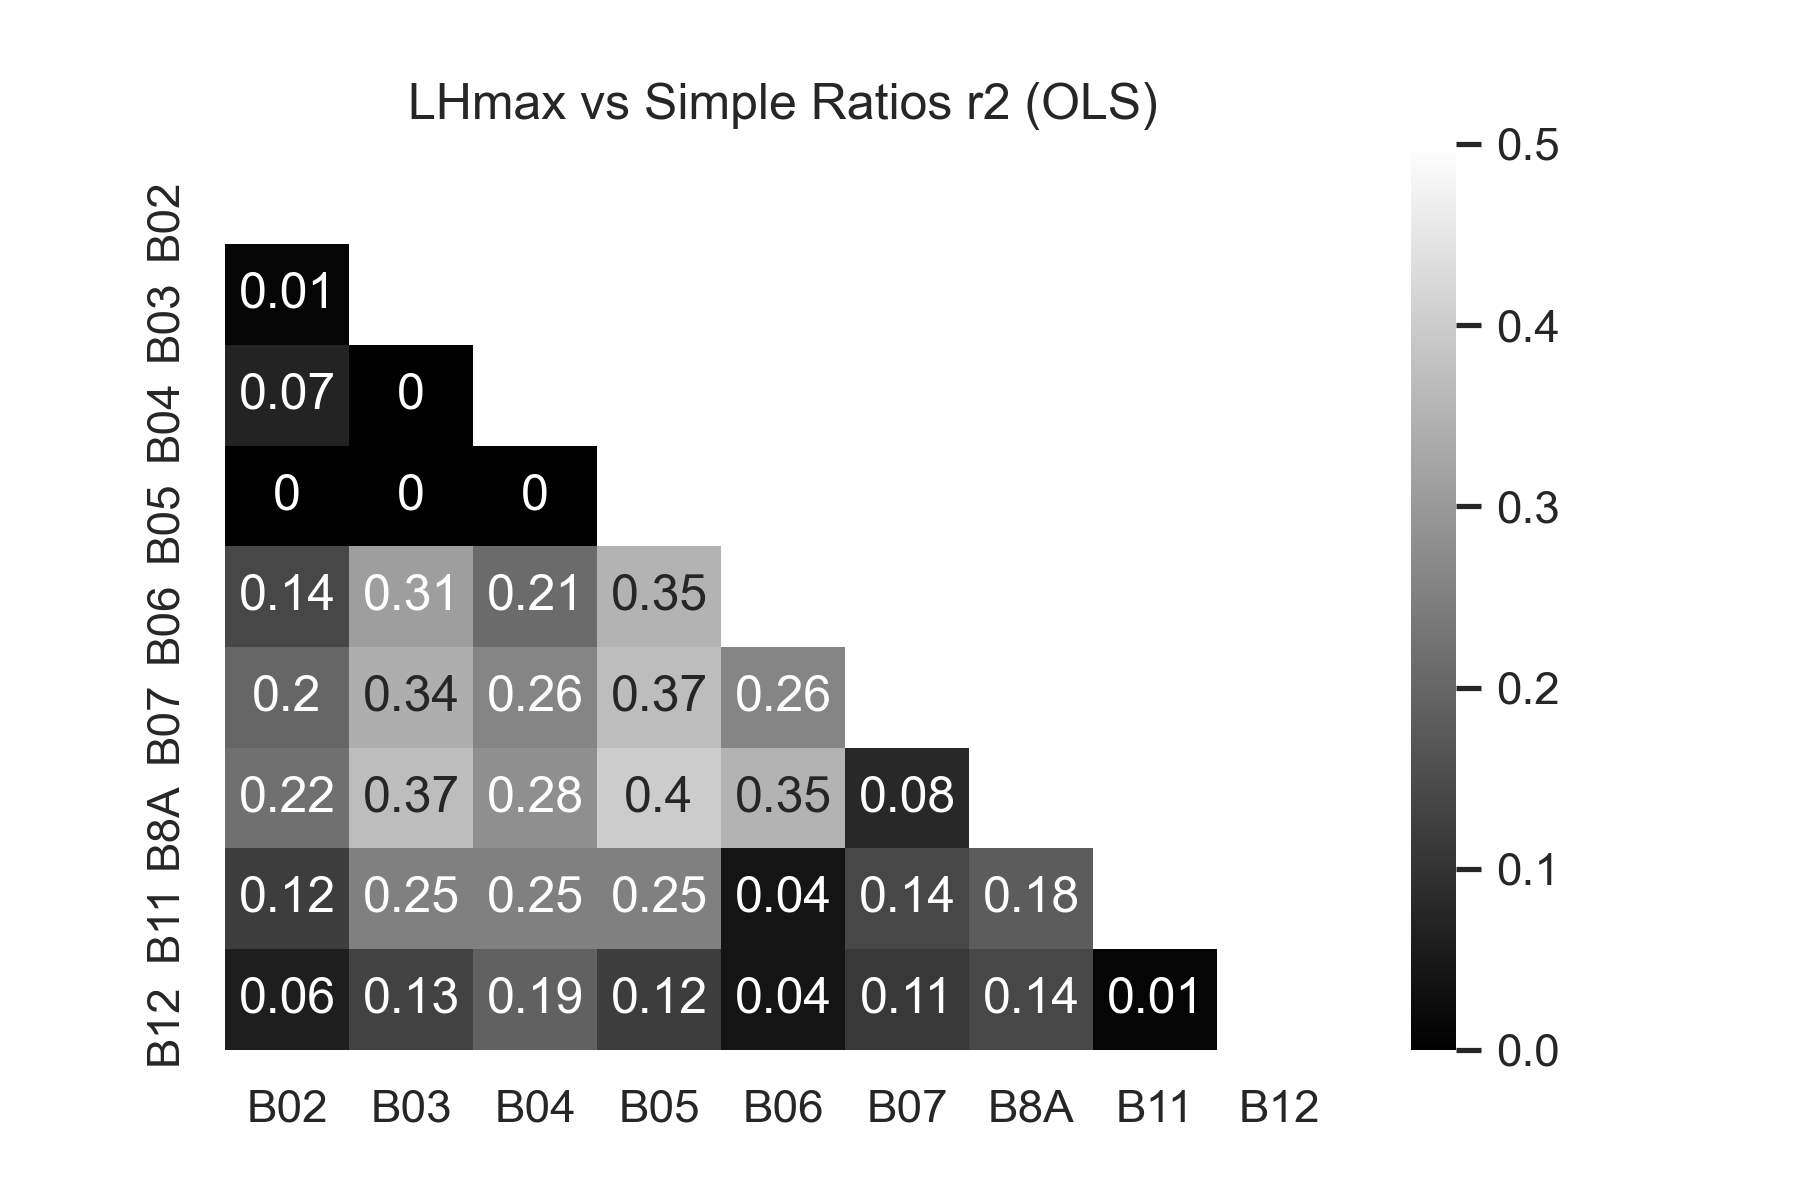 LHmax vs Simple Ratios r2 (OLS)
B02
B03 0.01
B04 0.07 0
B05 0 0 0
B06 0.14 0.31 0.21 0.35
B07 0.2 0.34 0.26 0.37 0.26
B8A 0.22 0.37 0.28 0.4 0.35 0.08
B11 0.12 0.25 0.25 0.25 0.04 0.14 0.18
B12 0.06 0.13 0.19 0.12 0.04 0.11 0.14 0.01
B02 B03 B04 B05 B06 B07 B8A B11 B12
0.5
0.4
0.3
0.2
0.1
0.0